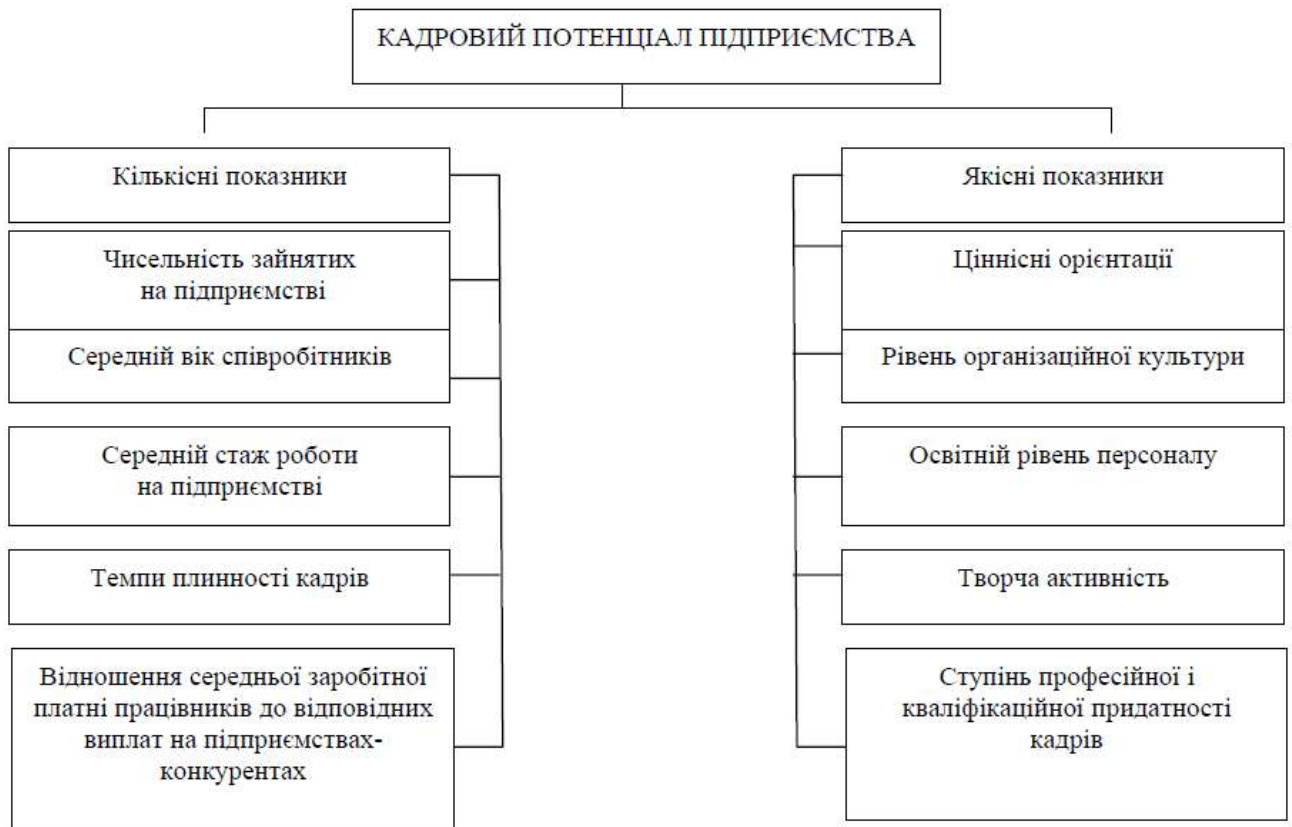 КАДРОВИЙ ПОТЕНЦІАЛ ПІДПРИЄМСТВА
Кількісні показники
Чисельність зайнятих
на підприємстві
Середній вік співробітників
Середній стаж роботи
на підприємстві
Темпи плинності кадрів
Відношення середньої заробітної
платні працівників до відповідних
виплат на підприємствах-
конкурентах
Якісні показники
Ціннісні орієнтації
Рівень організаційної культури
Освітній рівень персоналу
Творча активність
Ступінь професійної і
кваліфікаційної придатності
кадрів